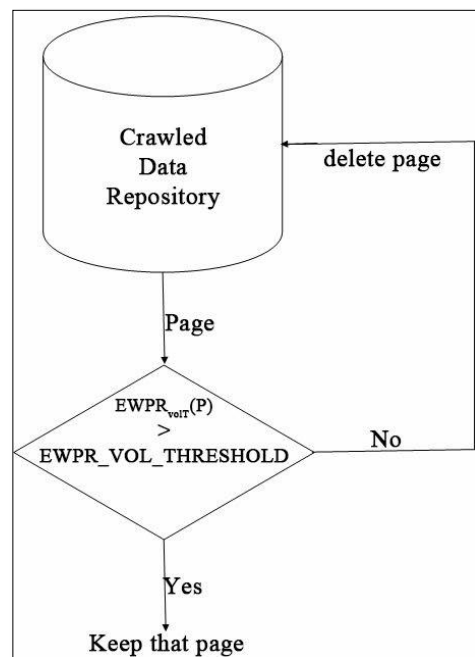 Crawled
Data
Repository
delete page
Page
EWPR_volT(P)
>
EWPR_VOL_THRESHOLD
No
Yes
Keep that page